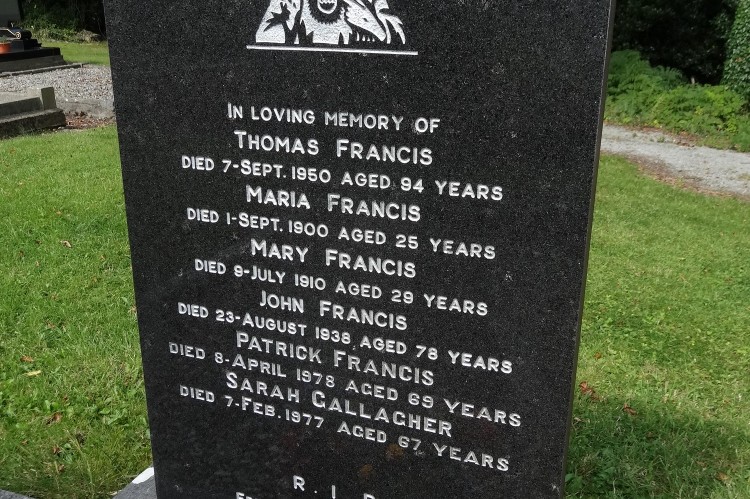 IN LOVING MEMORY OF
THOMAS FRANCIS
DIED 7-SEPT. 1950 AGED 94 YEARS
MARIA FRANCIS
DIED 1-SEPT. 1900 AGED 25 YEARS
MARY FRANCIS
DIED 9-JULY 1910 AGED 29 YEARS
JOHN FRANCIS
DIED 23-AUGUST 1938, AGED 78 YEARS
PATRICK FRANCIS
DIED 8-APRIL 1978 AGED 69 YEARS
SARAH GALLAGHER
DIED 7-FEB. 1977 AGED 67 YEARS
R. I. P.